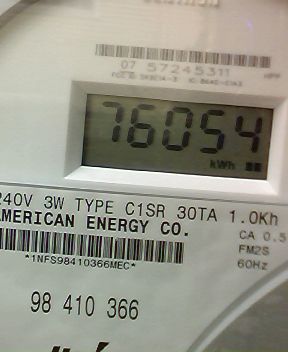 07 57245311
76054
kWh
240V 3W TYPE C1SR 30TA 1.0Kh
AMERICAN ENERGY CO.
CA 0.5
FM2S
60Hz
*1NFS98410366MEC*
98 410 366